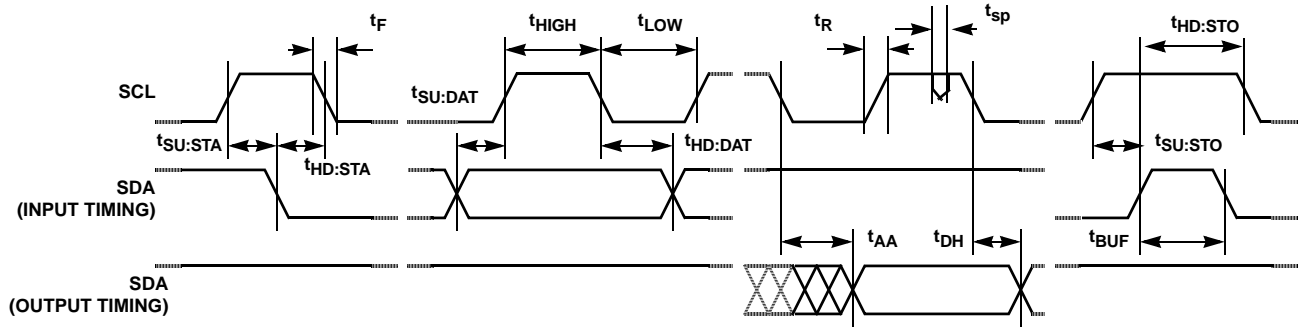 tF
tHIGH
tLOW
tR
tsp
tHD:STO
SCL
tSU:DAT
tSU:STA
tHD:STA
tHD:DAT
tSU:STO
SDA
(INPUT TIMING)
tAA
tDH
tBUF
SDA
(OUTPUT TIMING)